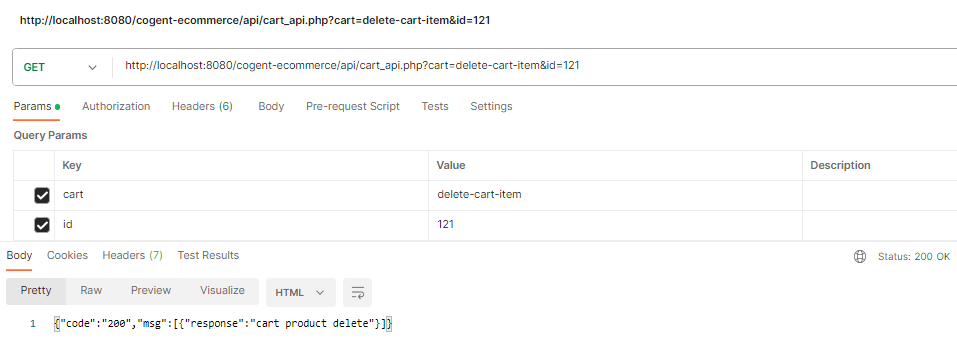 http://localhost:8080/cogent-ecommerce/api/cart_api.php?cart=delete-cart-item&id=121
GET http://localhost:8080/cogent-ecommerce/api/cart_api.php?cart=delete-cart-item&id=121
Params Authorization Headers (6) Body Pre-request Script Tests Settings
Query Params
Key Value Description
cart delete-cart-item
id 121
Body Cookies Headers (7) Test Results Status: 200 OK
Pretty Raw Preview Visualize HTML
1 {"code":"200","msg":[{"response":"cart product delete"}]}